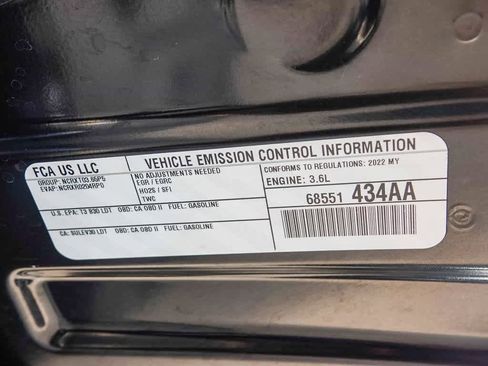 FCA US LLC
VEHICLE EMISSION CONTROL INFORMATION
GROUP: NCRXT03.66P5
EVAP: NCRXR0204RP0
NO ADJUSTMENTS NEEDED
EGR / EGRC
HO2S / SFI
TWC
CONFORMS TO REGULATIONS: 2022 MY
ENGINE: 3.6L
68551 434AA
U.S. EPA: T3 B30 LDT OBD: CA OBD II FUEL: GASOLINE
CA: SULEV30 LDT OBD: CA OBD II FUEL: GASOLINE